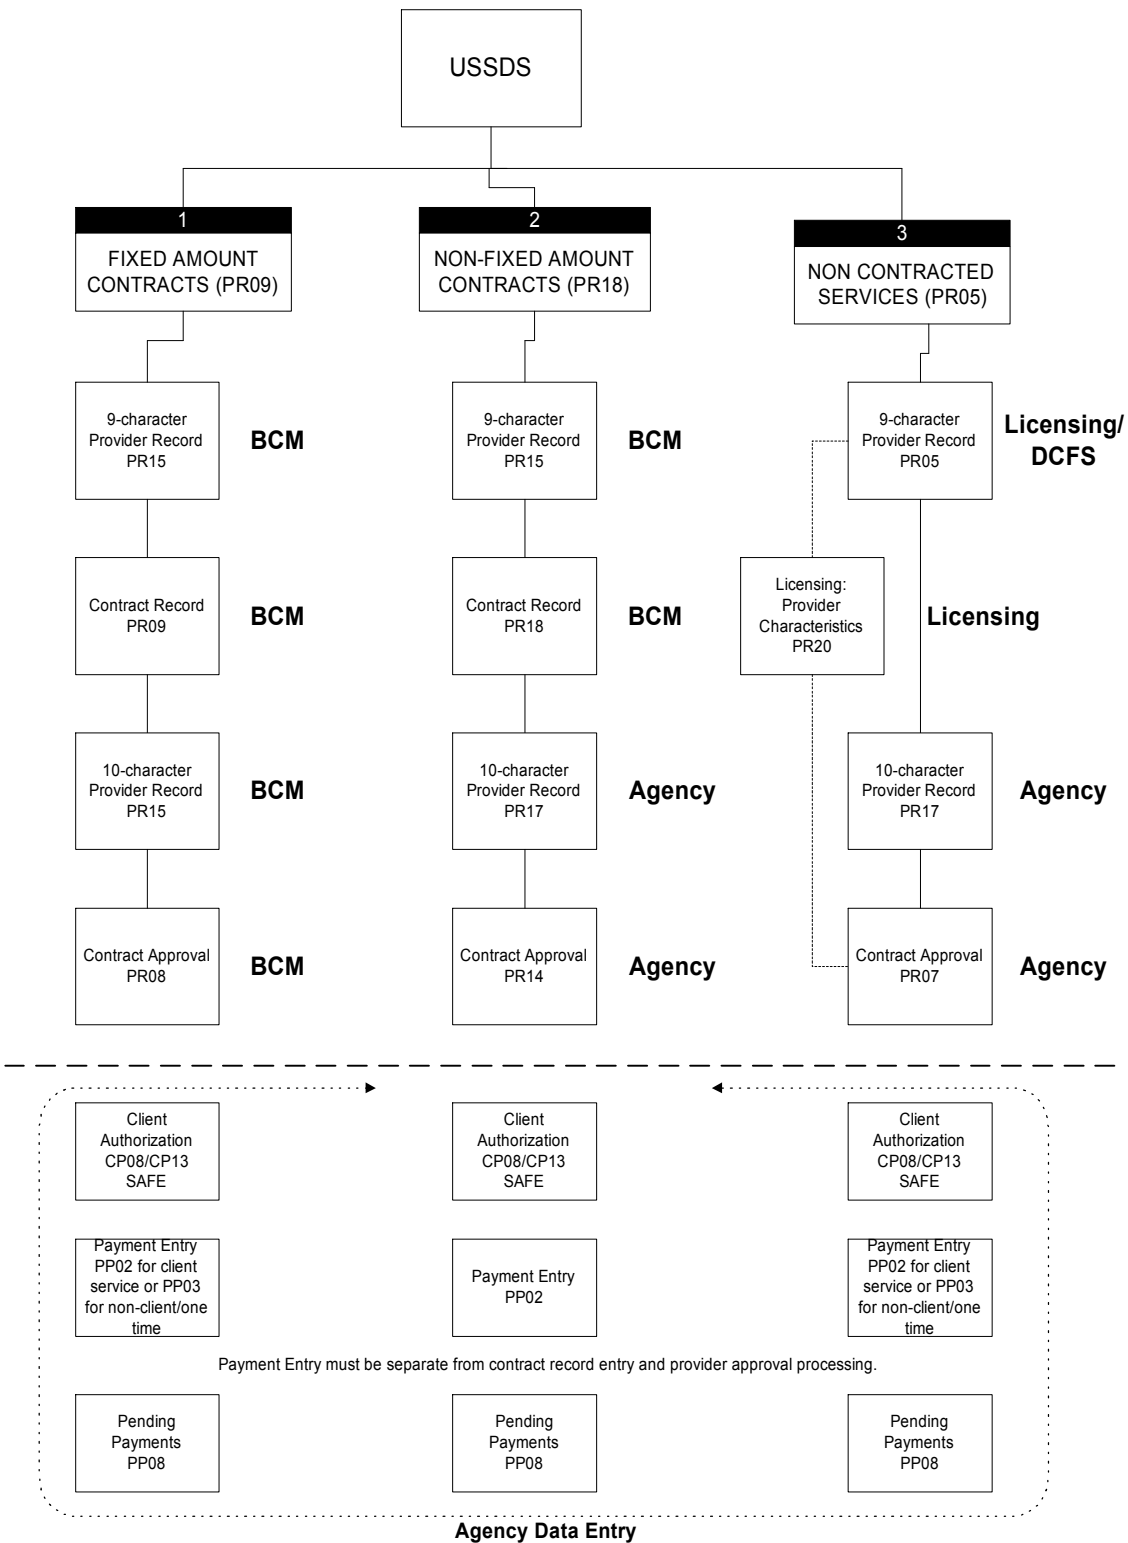 USSDS
1
FIXED AMOUNT
CONTRACTS (PR09)
2
NON-FIXED AMOUNT
CONTRACTS (PR18)
3
NON CONTRACTED
SERVICES (PR05)
9-character
Provider Record
PR15
BCM
9-character
Provider Record
PR15
BCM
9-character
Provider Record
PR05
Licensing/
DCFS
Contract Record
PR09
BCM
Contract Record
PR18
BCM
Licensing:
Provider
Characteristics
PR20
Licensing
10-character
Provider Record
PR15
BCM
10-character
Provider Record
PR17
Agency
10-character
Provider Record
PR17
Agency
Contract Approval
PR08
BCM
Contract Approval
PR14
Agency
Contract Approval
PR07
Agency
Client
Authorization
CP08/CP13
SAFE
Client
Authorization
CP08/CP13
SAFE
Client
Authorization
CP08/CP13
SAFE
Payment Entry
PP02 for client
service or PP03
for non-client/one
time
Payment Entry
PP02
Payment Entry
PP02 for client
service or PP03
for non-client/one
time
Payment Entry must be separate from contract record entry and provider approval processing.
Pending
Payments
PP08
Pending
Payments
PP08
Pending
Payments
PP08
Agency Data Entry